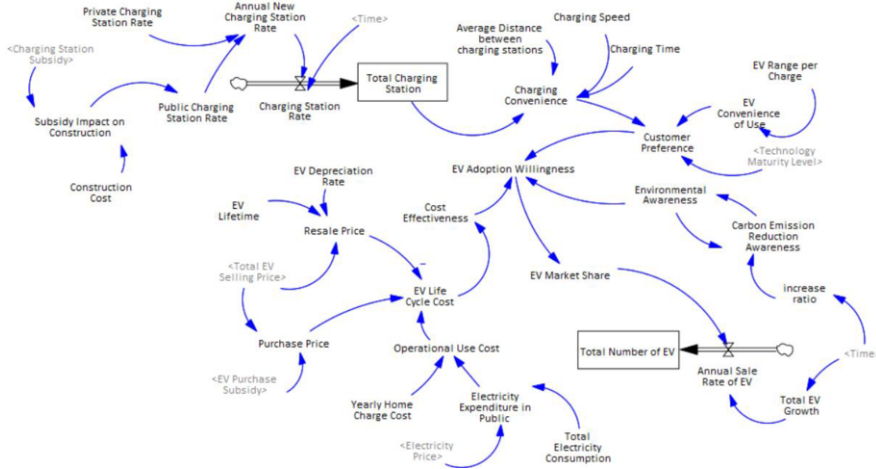 Private Charging
Station Rate
Annual New
Charging Station
Rate
<Time>
<Charging Station
Subsidy>
Subsidy Impact on
Construction
Construction
Cost
Public Charging
Station Rate
Charging Station
Rate
Total Charging
Station
Average Distance
between
charging stations
Charging Speed
Charging Time
Charging
Convenience
EV Range per
Charge
EV
Convenience
of Use
Customer
Preference
<Technology
Maturity Level>
EV Adoption Willingness
Environmental
Awareness
Carbon Emission
Reduction
Awareness
increase
ratio
EV Depreciation
Rate
EV
Lifetime
Resale Price
Cost
Effectiveness
<Total EV
Selling Price>
–
EV Life
Cycle Cost
EV Market Share
Purchase Price
<EV Purchase
Subsidy>
Operational Use Cost
Yearly Home
Charge Cost
Electricity
Expenditure in
Public
<Electricity
Price>
Total
Electricity
Consumption
Total Number of EV
Annual Sale
Rate of EV
<Time
Total EV
Growth